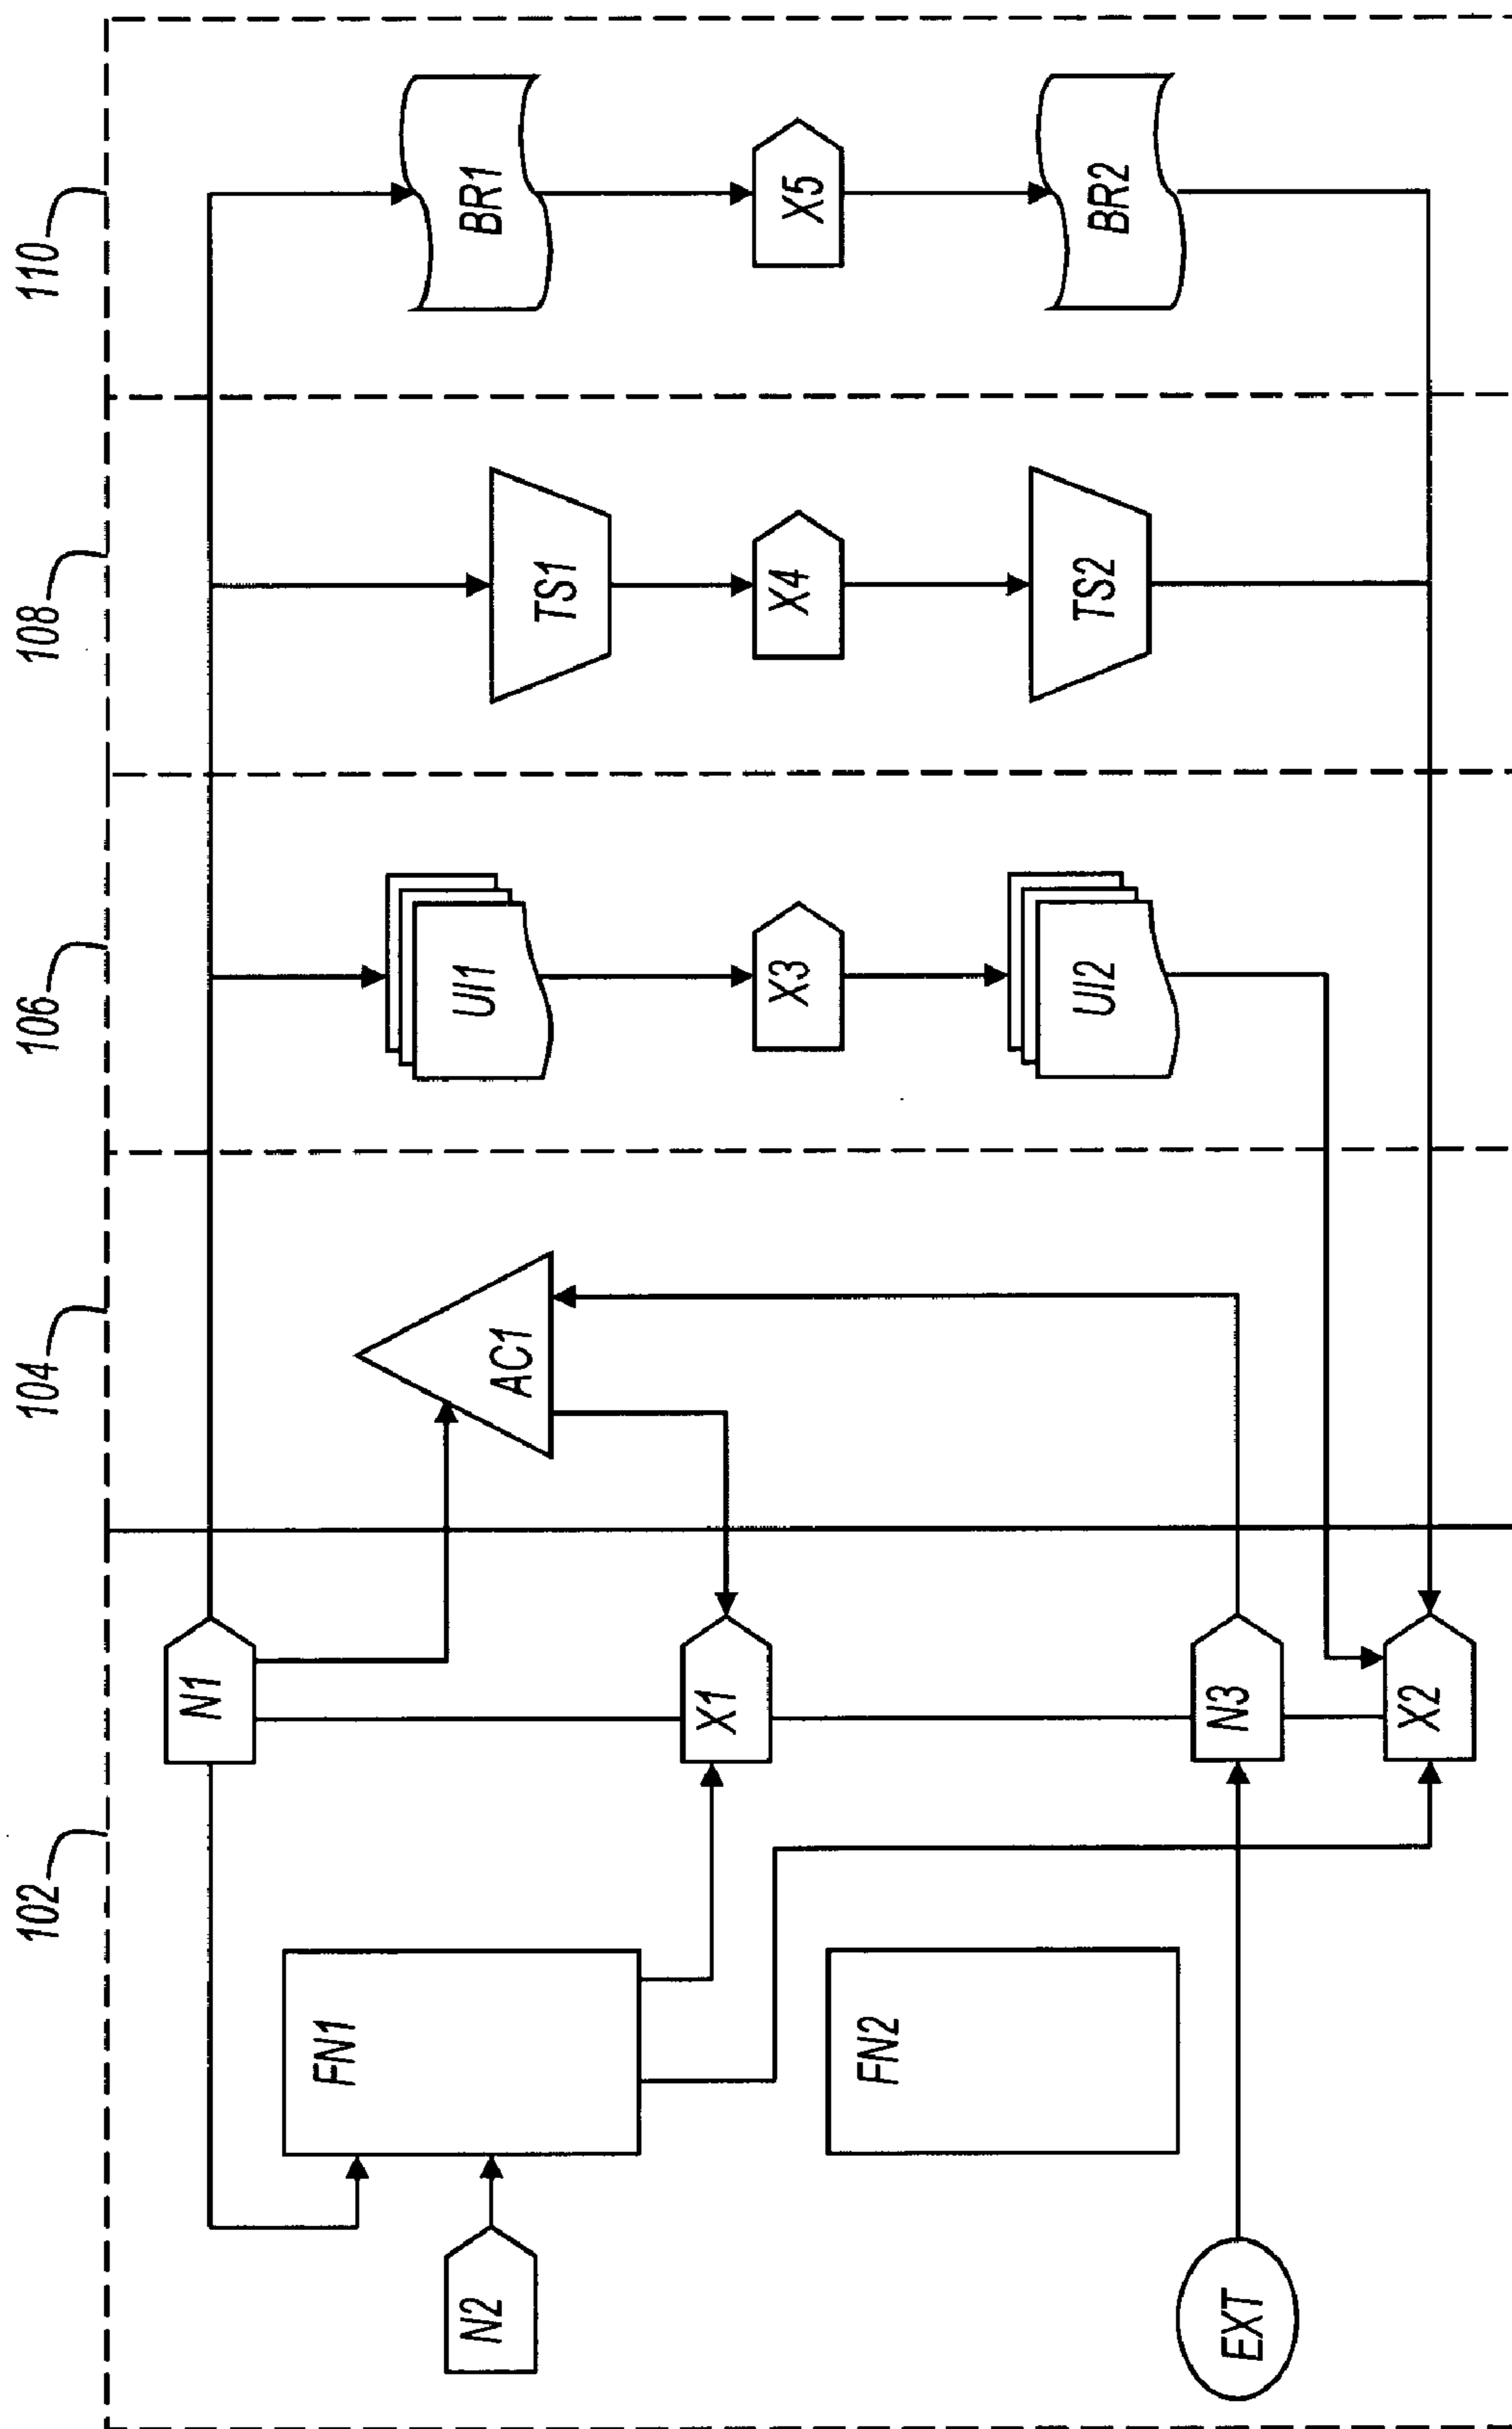 102
104
106
108
110
N1
N2
FN1
AC1
UI1
TS1
BR1
X1
X3
X4
X5
FN2
UI2
TS2
BR2
EXT
N3
X2